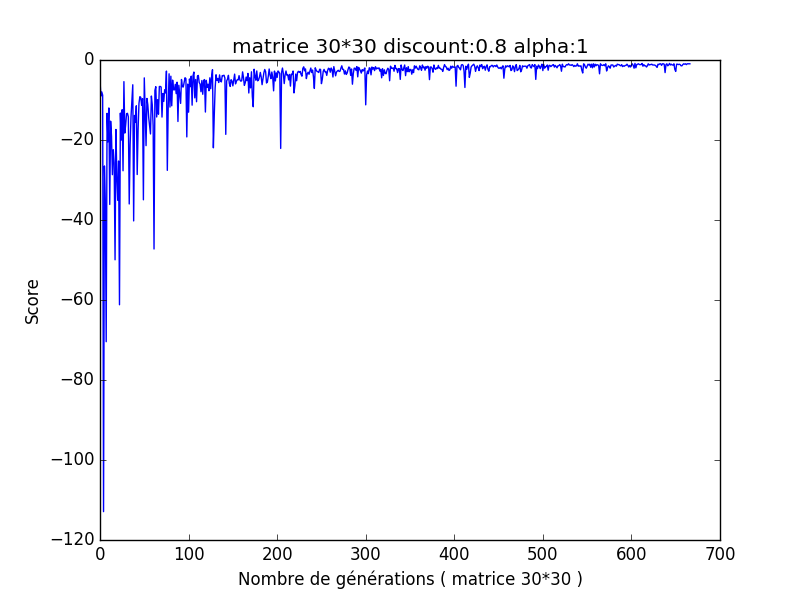 matrice 30*30 discount:0.8 alpha:1
0
−20
−40
−60
−80
−100
−120
Score
0 100 200 300 400 500 600 700
Nombre de générations ( matrice 30*30 )